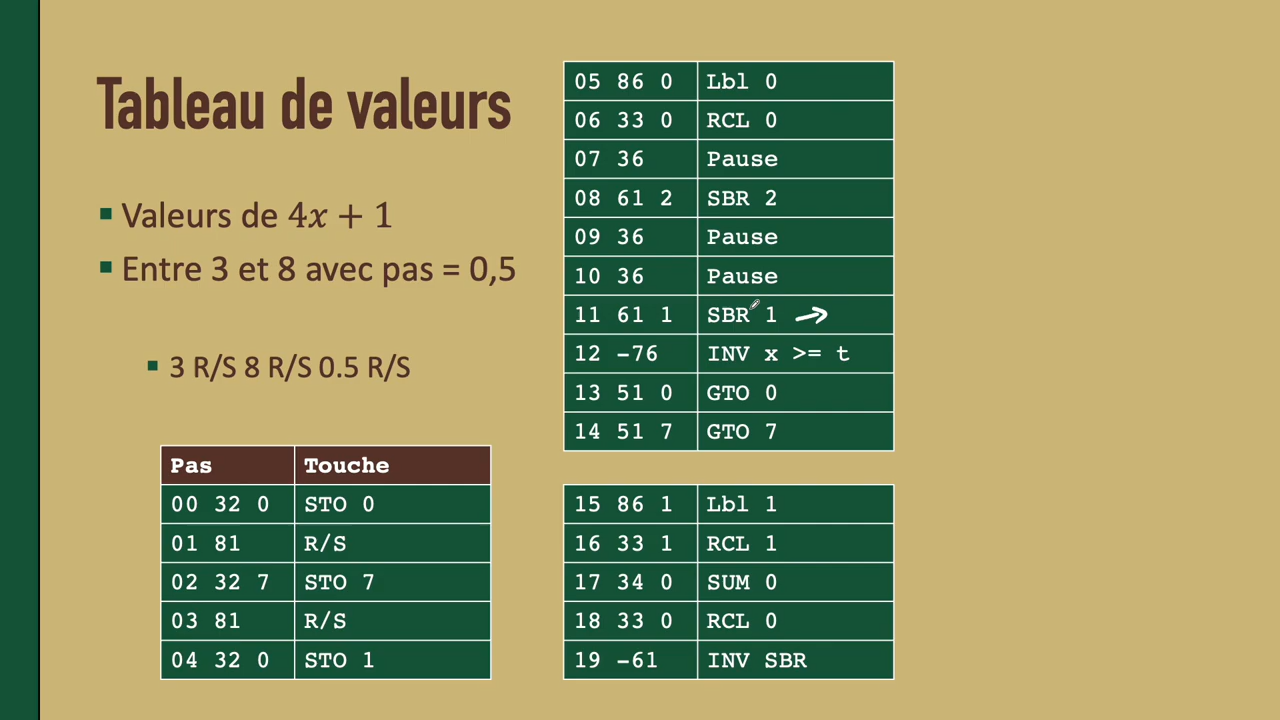 Tableau de valeurs
Valeurs de 4x + 1
Entre 3 et 8 avec pas = 0,5
3 R/S 8 R/S 0.5 R/S
Pas Touche
00 32 0 STO 0
01 81 R/S
02 32 7 STO 7
03 81 R/S
04 32 0 STO 1
05 86 0 Lbl 0
06 33 0 RCL 0
07 36 Pause
08 61 2 SBR 2
09 36 Pause
10 36 Pause
11 61 1 SBR 1
12 -76 INV x >= t
13 51 0 GTO 0
14 51 7 GTO 7
15 86 1 Lbl 1
16 33 1 RCL 1
17 34 0 SUM 0
18 33 0 RCL 0
19 -61 INV SBR